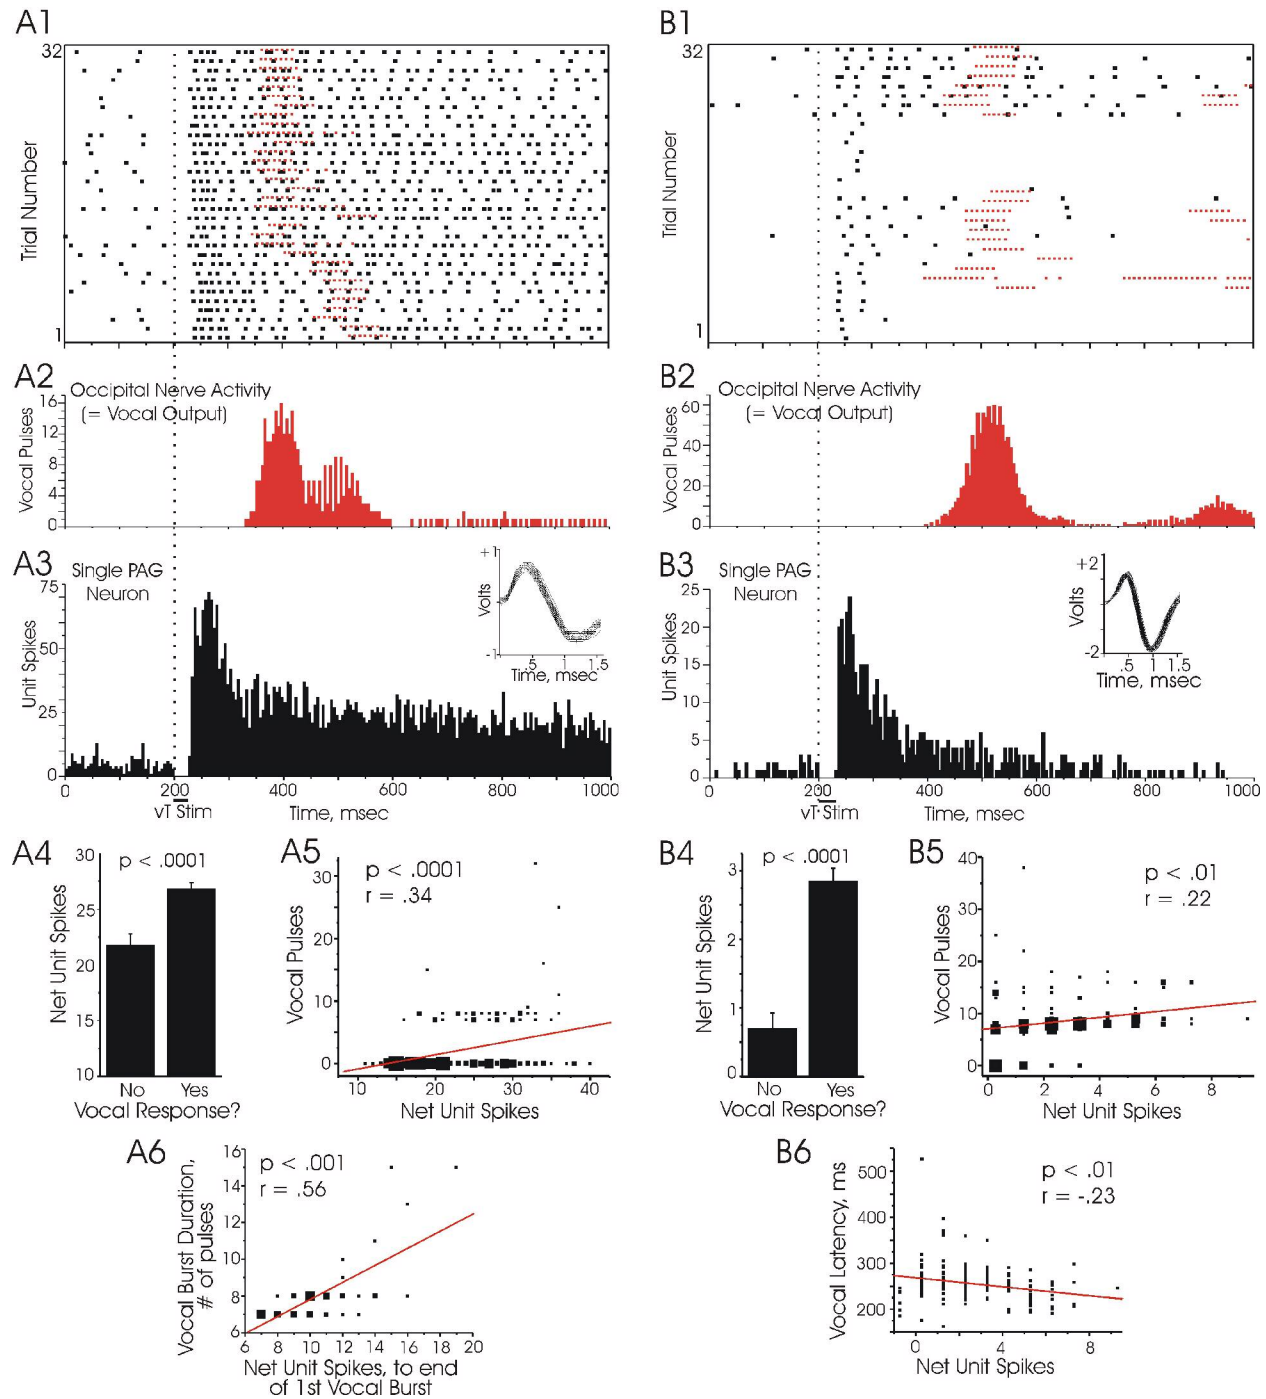 A1
32
Trial Number
1
B1
32
Trial Number
1
A2
Occipital Nerve Activity
(= Vocal Output)
Vocal Pulses
16
12
8
4
0
B2
Occipital Nerve Activity
(= Vocal Output)
Vocal Pulses
60
40
20
0
A3
Single PAG
Neuron
Unit Spikes
75
50
25
0
+1
Volts
-1
.5 1 1.5
Time, msec
0 200 400 600 800 1000
vT Stim
Time, msec
B3
Single PAG
Neuron
Unit Spikes
25
20
15
10
5
0
+2
Volts
-2
.5 1 1.5
Time, msec
0 200 400 600 800 1000
vT Stim
Time, msec
A4
p < .0001
Net Unit Spikes
30
25
20
15
10
No Yes
Vocal Response?
A5
p < .0001
r = .34
Vocal Pulses
30
20
10
0
10 20 30 40
Net Unit Spikes
B4
p < .0001
Net Unit Spikes
3
2
1
0
No Yes
Vocal Response?
B5
p < .01
r = .22
Vocal Pulses
40
30
20
10
0
0 2 4 6 8
Net Unit Spikes
A6
p < .001
r = .56
Vocal Burst Duration,
# of pulses
16
14
12
10
8
6
6 8 10 12 14 16 18 20
Net Unit Spikes, to end
of 1st Vocal Burst
B6
p < .01
r = -.23
Vocal Latency, ms
500
400
300
200
0 4 8
Net Unit Spikes